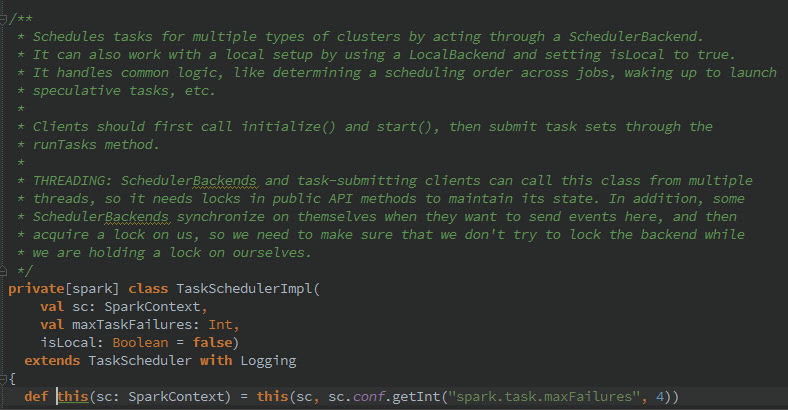 /**
 * Schedules tasks for multiple types of clusters by acting through a SchedulerBackend.
 * It can also work with a local setup by using a LocalBackend and setting isLocal to true.
 * It handles common logic, like determining a scheduling order across jobs, waking up to launch
 * speculative tasks, etc.
 *
 * Clients should first call initialize() and start(), then submit task sets through the
 * runTasks method.
 *
 * THREADING: SchedulerBackends and task-submitting clients can call this class from multiple
 * threads, so it needs locks in public API methods to maintain its state. In addition, some
 * SchedulerBackends synchronize on themselves when they want to send events here, and then
 * acquire a lock on us, so we need to make sure that we don't try to lock the backend while
 * we are holding a lock on ourselves.
 */
private[spark] class TaskSchedulerImpl(
    val sc: SparkContext,
    val maxTaskFailures: Int,
    isLocal: Boolean = false)
  extends TaskScheduler with Logging
{
  def this(sc: SparkContext) = this(sc, sc.conf.getInt("spark.task.maxFailures", 4))